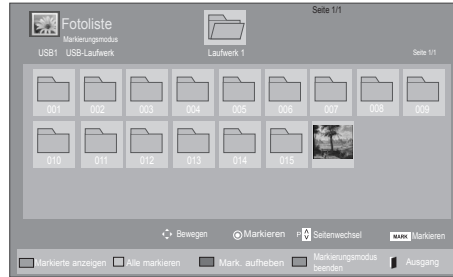 Seite 1/1
Fotoliste
Markierungsmodus
USB1 USB-Laufwerk
Laufwerk 1
Seite 1/1
001 002 003 004 005 006 007 008 009
010 011 012 013 014 015
Bewegen Markieren P Seitenwechsel MARK Markieren
Markierte anzeigen Alle markieren Mark. aufheben Markierungsmodus beenden Ausgang